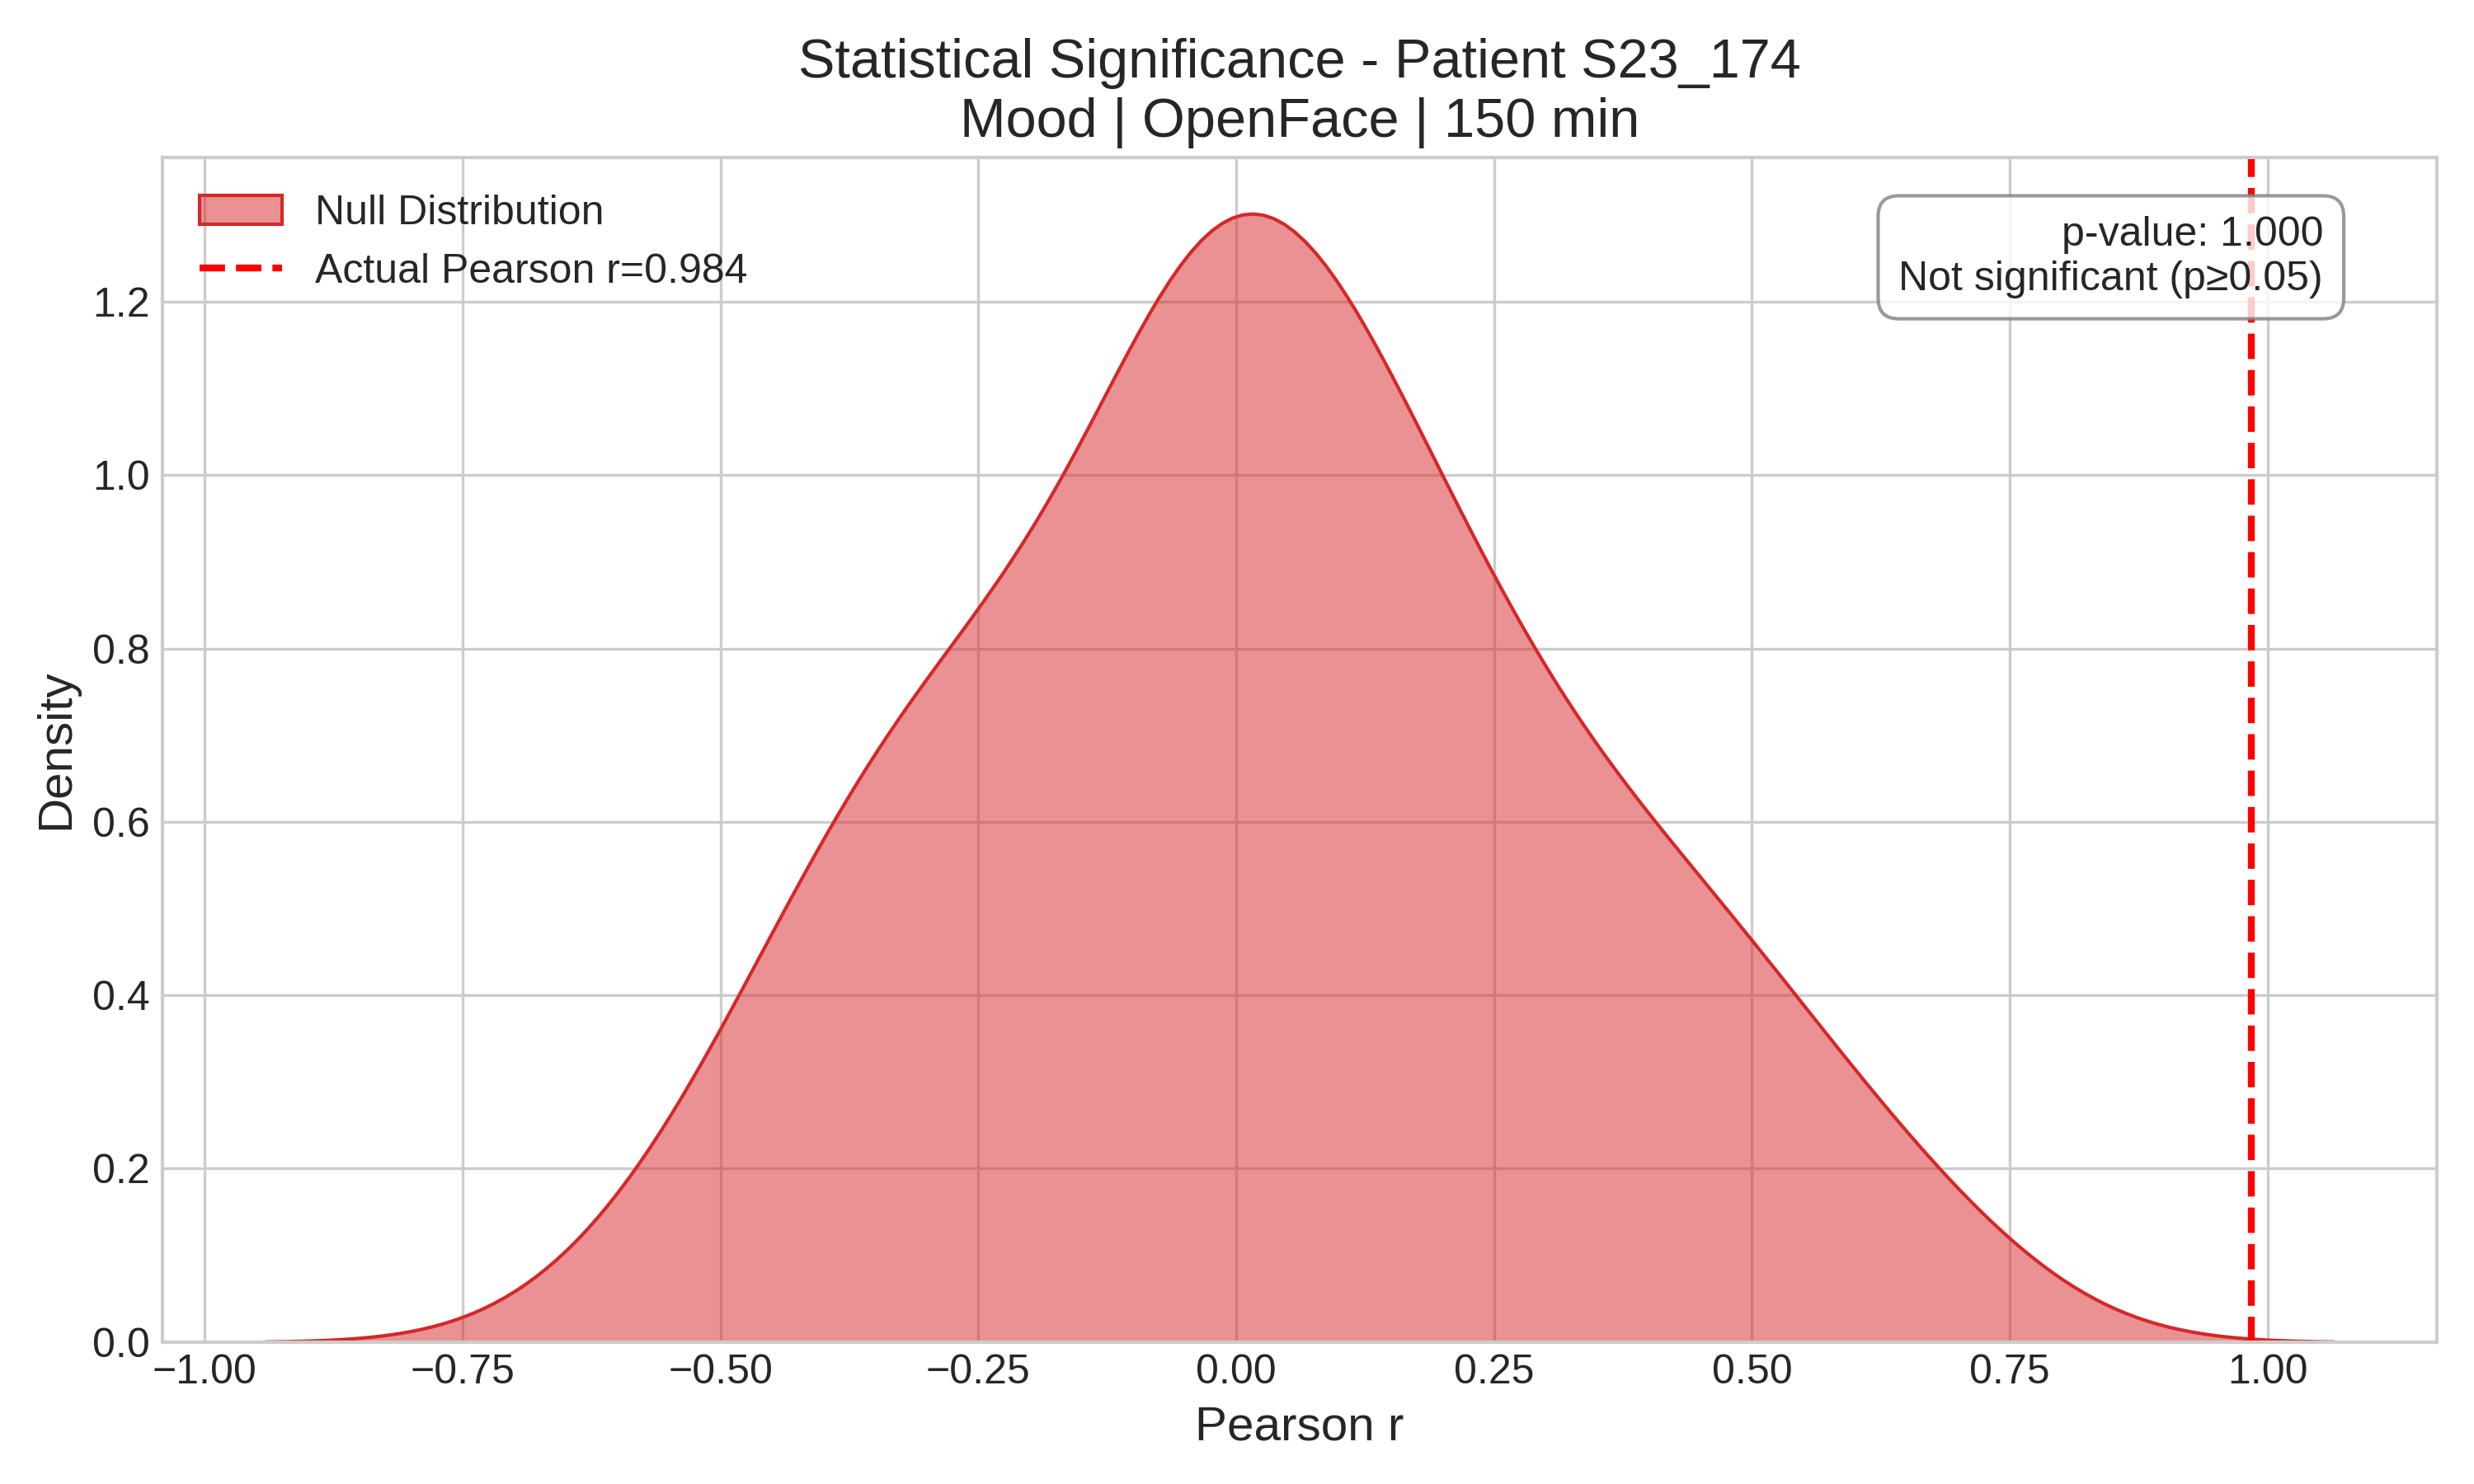 Statistical Significance - Patient S23_174
Mood | OpenFace | 150 min
Null Distribution
Actual Pearson r=0.984
p-value: 1.000
Not significant (p≥0.05)
Density
1.2
1.0
0.8
0.6
0.4
0.2
0.0
−1.00 −0.75 −0.50 −0.25 0.00 0.25 0.50 0.75 1.00
Pearson r